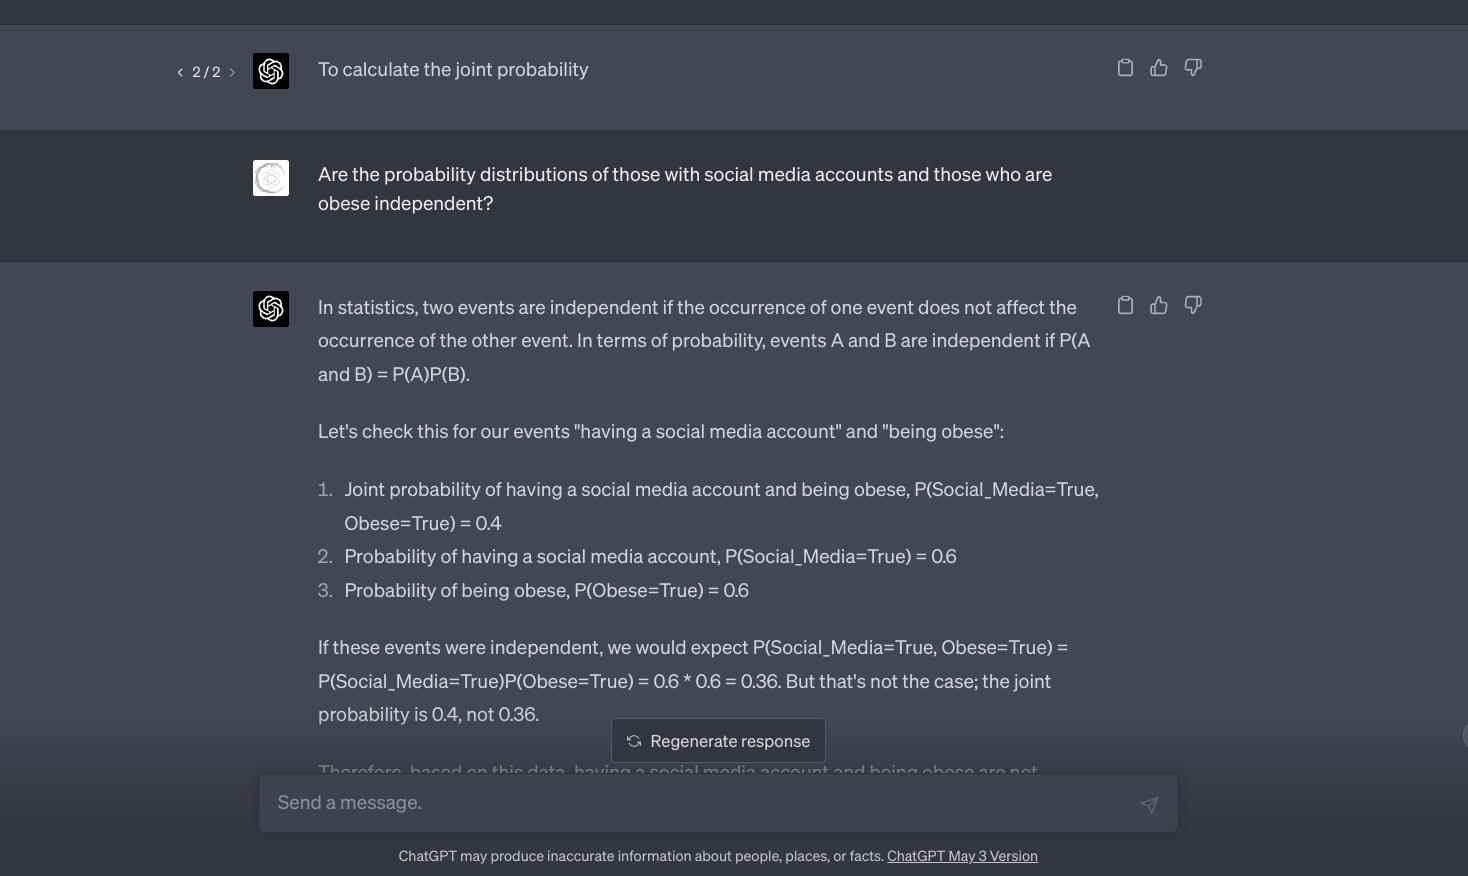 < 2 / 2 >
To calculate the joint probability
Are the probability distributions of those with social media accounts and those who are
obese independent?
In statistics, two events are independent if the occurrence of one event does not affect the
occurrence of the other event. In terms of probability, events A and B are independent if P(A
and B) = P(A)P(B).
Let's check this for our events "having a social media account" and "being obese":
1. Joint probability of having a social media account and being obese, P(Social_Media=True,
Obese=True) = 0.4
2. Probability of having a social media account, P(Social_Media=True) = 0.6
3. Probability of being obese, P(Obese=True) = 0.6
If these events were independent, we would expect P(Social_Media=True, Obese=True) =
P(Social_Media=True)P(Obese=True) = 0.6 * 0.6 = 0.36. But that's not the case; the joint
probability is 0.4, not 0.36.
Regenerate response
Therefore, based on this data, having a social media account and being obese are not
Send a message.
ChatGPT may produce inaccurate information about people, places, or facts. ChatGPT May 3 Version